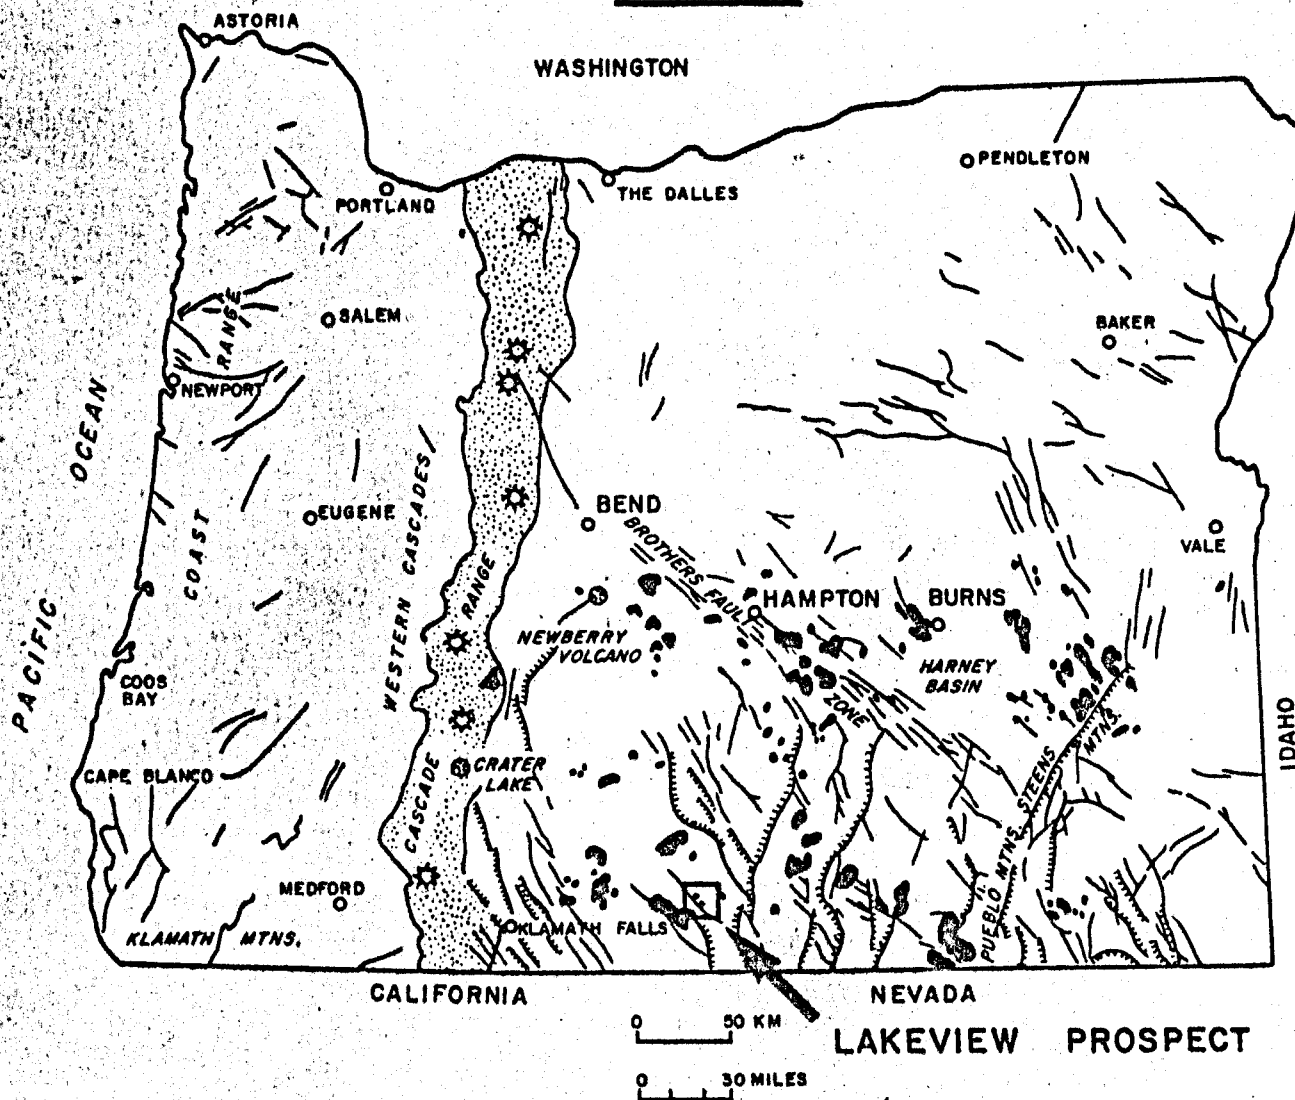 ASTORIA
WASHINGTON
PENDLETON
THE DALLES
PORTLAND
SALEM
RANGE
BAKER
NEWPORT
OCEAN
PACIFIC
COAST
EUGENE
WESTERN CASCADES
BEND
VALE
BROTHERS FAULT
ZONE
HAMPTON
BURNS
RANGE
CASCADE
NEWBERRY
VOLCANO
HARNEY
BASIN
COOS
BAY
IDAHO
STEENS
MTNS.
CAPE BLANCO
CRATER
LAKE
PUEBLO MTNS.
MEDFORD
KLAMATH FALLS
KLAMATH MTNS.
CALIFORNIA
NEVADA
0 50 KM
LAKEVIEW PROSPECT
0 30 MILES